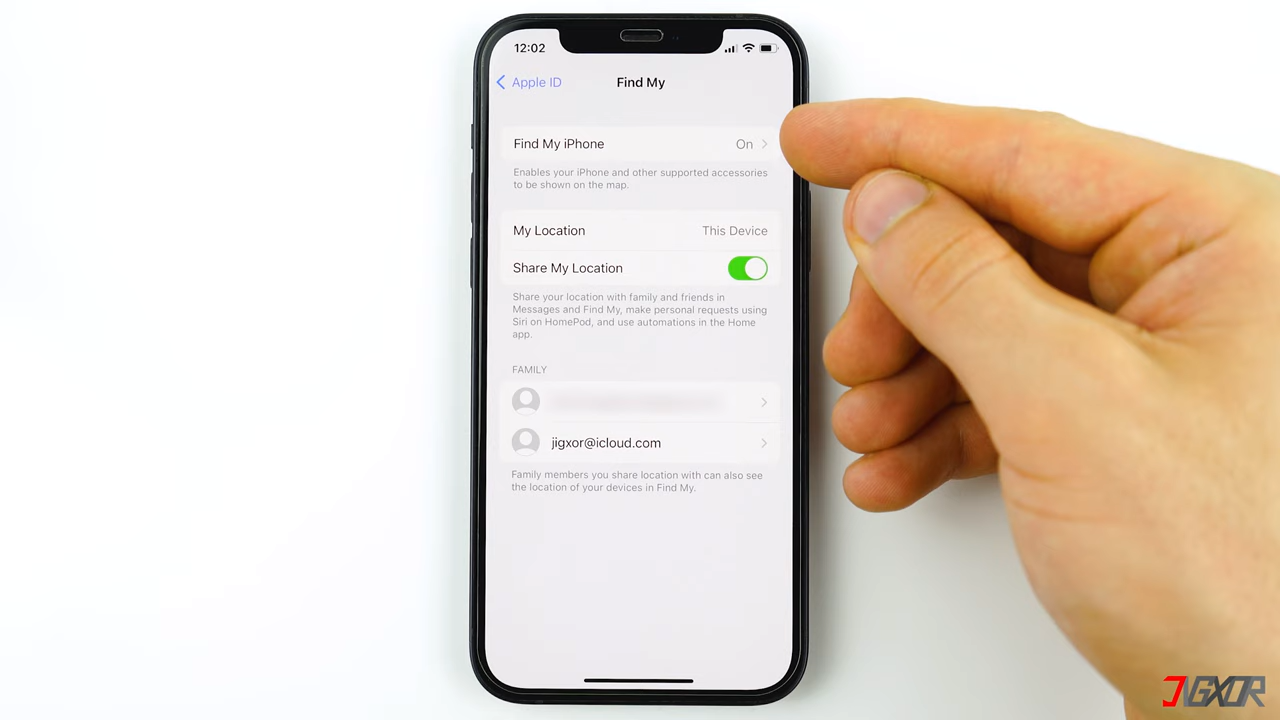 12:02
Apple ID
Find My
Find My iPhone On
Enables your iPhone and other supported accessories
to be shown on the map.
My Location This Device
Share My Location
Share your location with family and friends in
Messages and Find My, make personal requests using
Siri on HomePod, and use automations in the Home
app.
FAMILY
jigxor@icloud.com
Family members you share location with can also see
the location of your devices in Find My.
JIGXOR